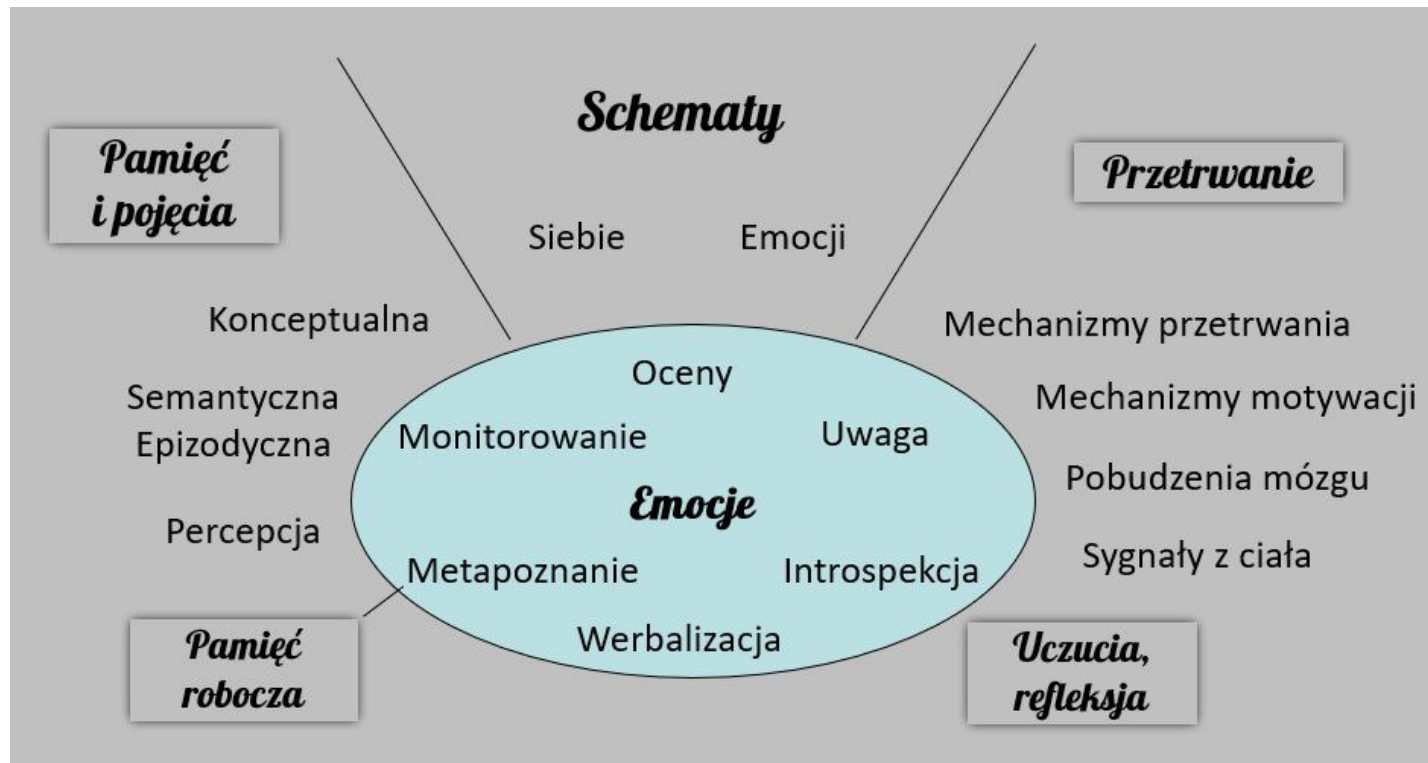 Schematy
Pamięć
i pojęcia
Przetrwanie
Siebie
Emocji
Konceptualna
Mechanizmy przetrwania
Oceny
Semantyczna
Epizodyczna
Mechanizmy motywacji
Monitorowanie
Uwaga
Emocje
Pobudzenia mózgu
Percepcja
Sygnały z ciała
Metapoznanie
Introspekcja
Werbalizacja
Pamięć
robocza
Uczucia,
refleksja